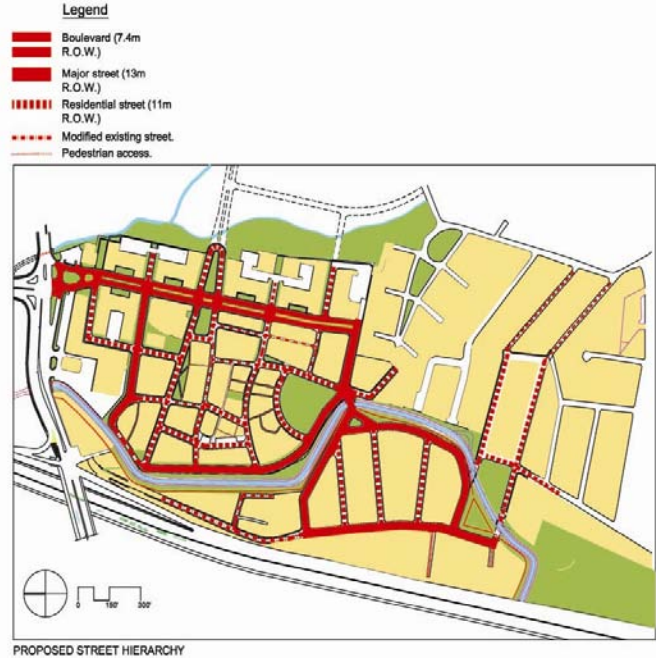 Legend
Boulevard (7.4m
R.O.W.)
Major street (13m
R.O.W.)
Residential street (11m
R.O.W.)
Modified existing street.
Pedestrian access.
0 150' 300'
PROPOSED STREET HIERARCHY